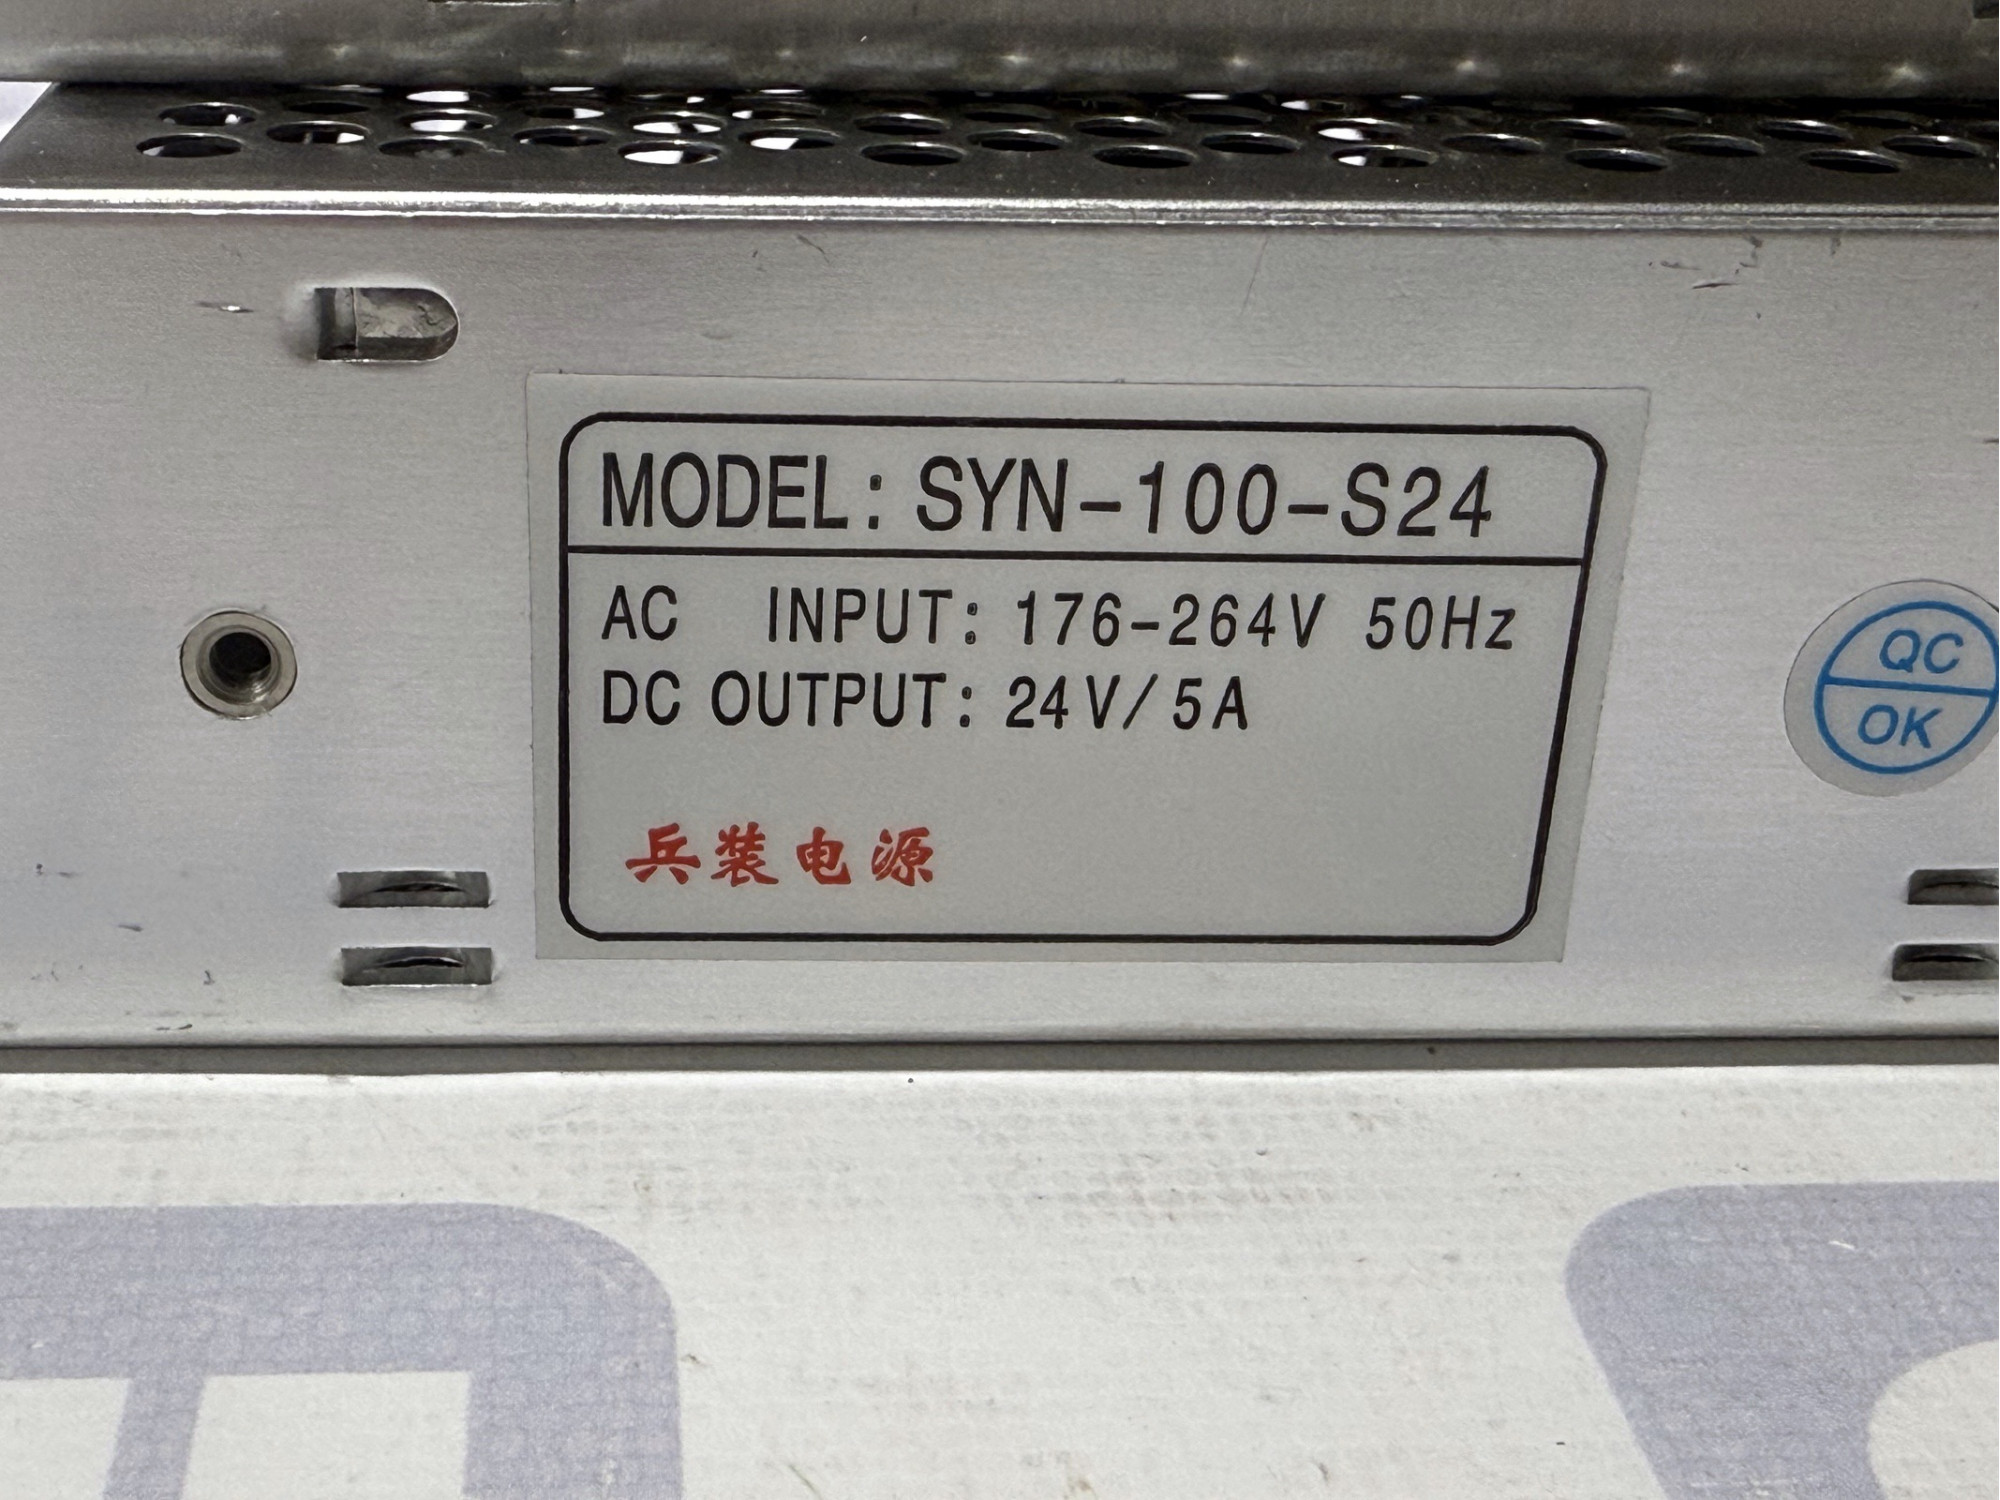 MODEL: SYN-100-S24
AC INPUT: 176-264V 50Hz
DC OUTPUT: 24V/5A
兵装电源
QC
OK